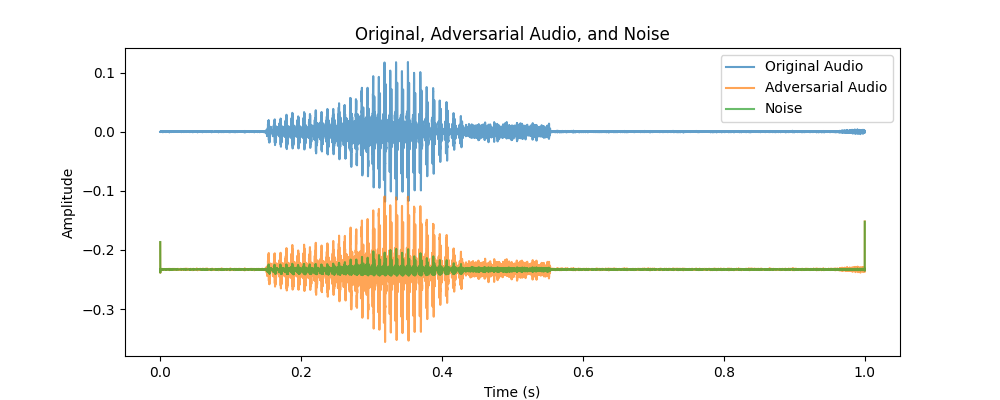 Original, Adversarial Audio, and Noise
Original Audio
Adversarial Audio
Noise
0.1
0.0
−0.1
−0.2
−0.3
Amplitude
0.0 0.2 0.4 0.6 0.8 1.0
Time (s)